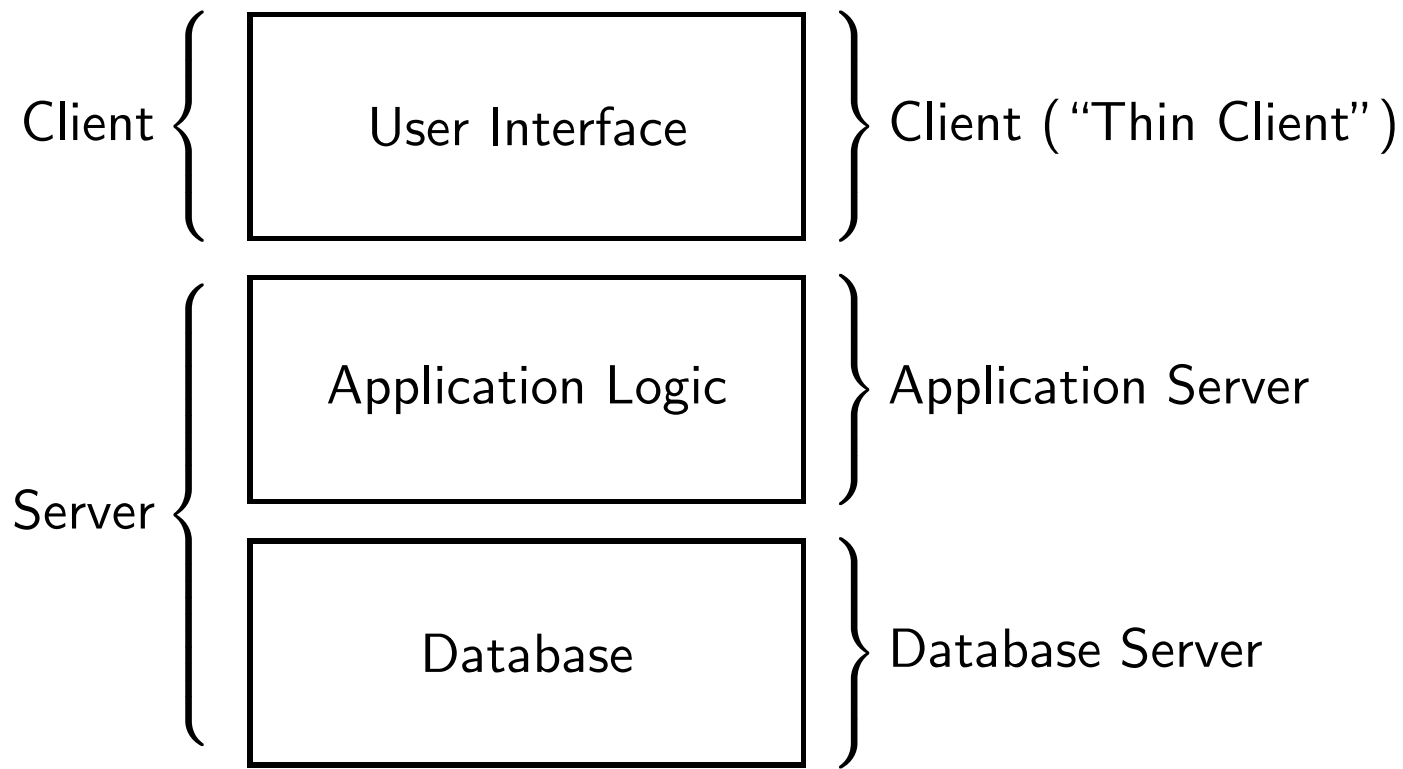 Client
User Interface
Client (“Thin Client”)
Application Logic
Application Server
Server
Database
Database Server